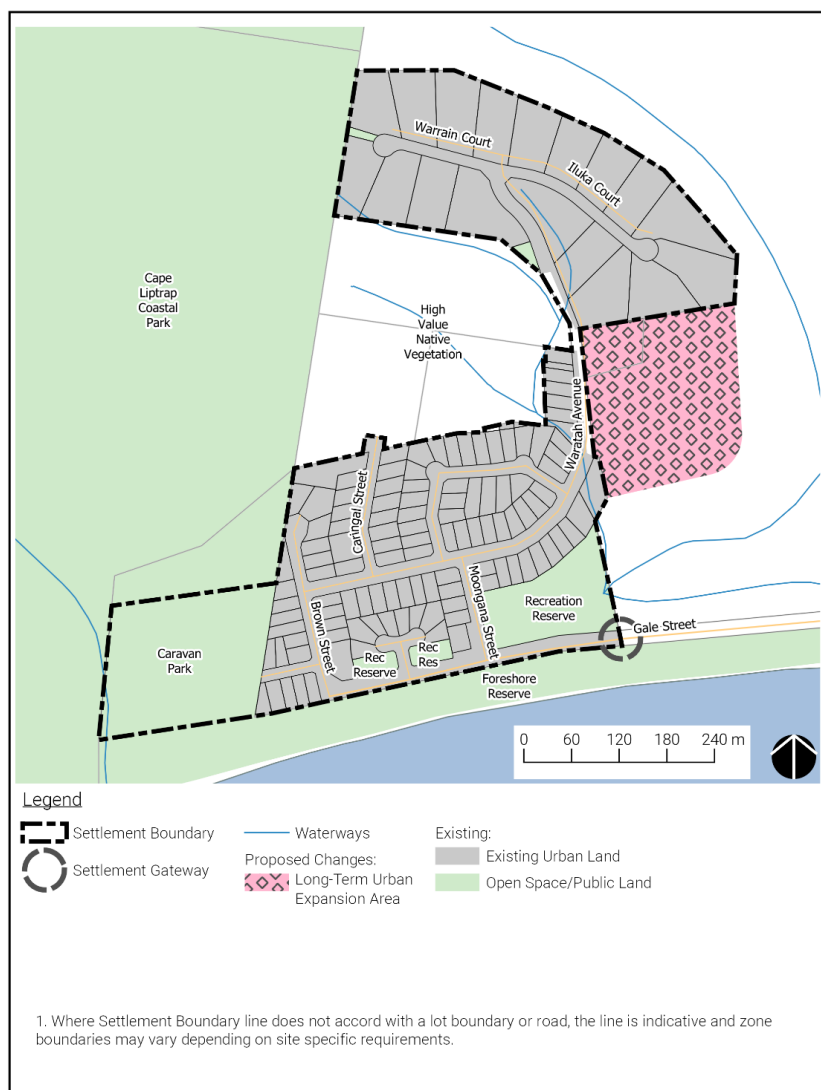 Warrain Court
Iluka Court
Cape
Liptrap
Coastal
Park
High
Value
Native
Vegetation
Waratah Avenue
Caringal Street
Brown Street
Moongana Street
Recreation
Reserve
Gale Street
Caravan
Park
Rec
Reserve
Rec
Res
Foreshore
Reserve
0 60 120 180 240 m
Legend
Settlement Boundary
Settlement Gateway
Waterways
Proposed Changes:
Long-Term Urban
Expansion Area
Existing:
Existing Urban Land
Open Space/Public Land
1. Where Settlement Boundary line does not accord with a lot boundary or road, the line is indicative and zone
boundaries may vary depending on site specific requirements.